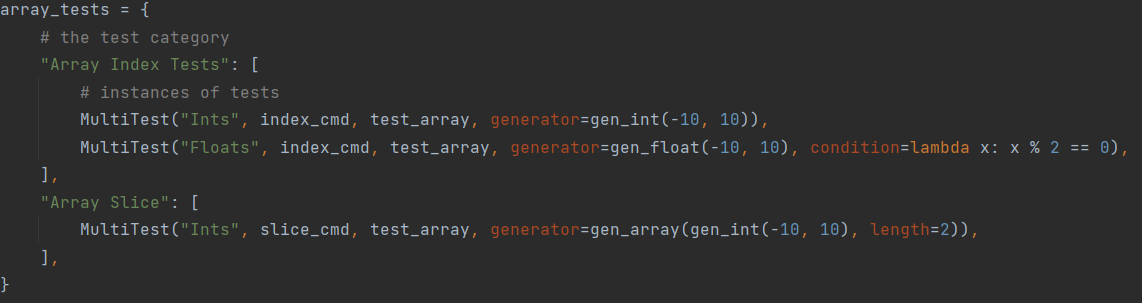 array_tests = {
    # the test category
    "Array Index Tests": [
        # instances of tests
        MultiTest("Ints", index_cmd, test_array, generator=gen_int(-10, 10)),
        MultiTest("Floats", index_cmd, test_array, generator=gen_float(-10, 10), condition=lambda x: x % 2 == 0),
    ],
    "Array Slice": [
        MultiTest("Ints", slice_cmd, test_array, generator=gen_array(gen_int(-10, 10), length=2)),
    ],
}